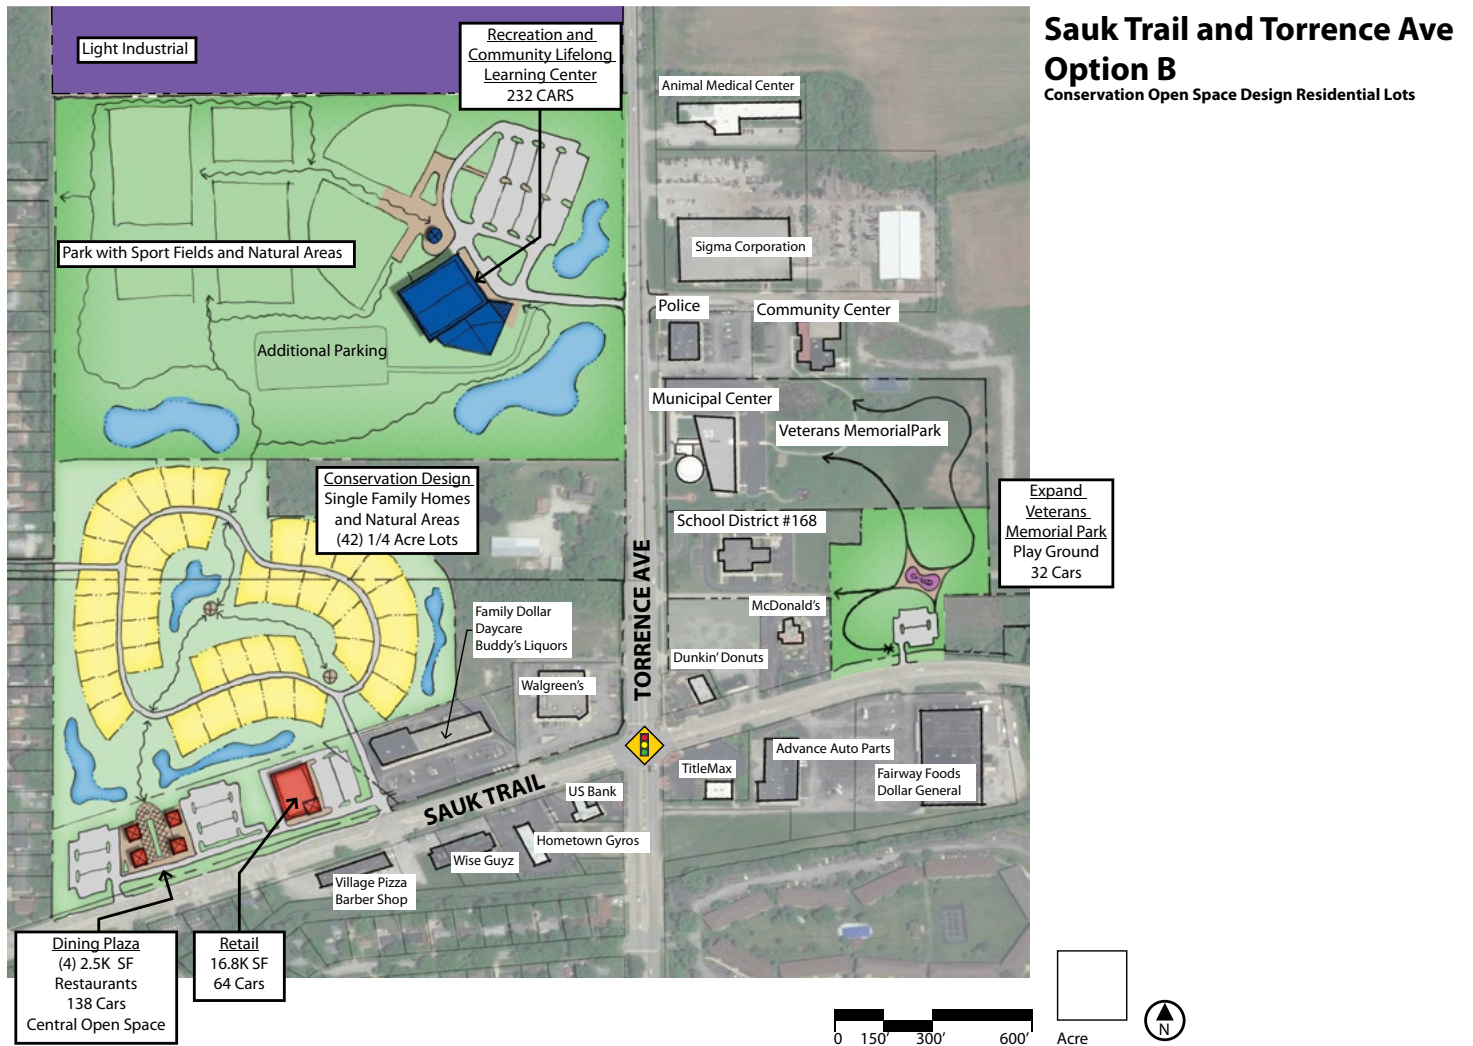 Sauk Trail and Torrence Ave
Option B
Conservation Open Space Design Residential Lots
Light Industrial
Recreation and
Community Lifelong
Learning Center
232 CARS
Animal Medical Center
Park with Sport Fields and Natural Areas
Sigma Corporation
Police
Community Center
Additional Parking
Municipal Center
Veterans MemorialPark
Conservation Design
Single Family Homes
and Natural Areas
(42) 1/4 Acre Lots
Expand
Veterans
Memorial Park
Play Ground
32 Cars
School District #168
TORRENCE AVE
Family Dollar
Daycare
Buddy's Liquors
McDonald's
Dunkin' Donuts
Walgreen's
Advance Auto Parts
TitleMax
Fairway Foods
Dollar General
SAUK TRAIL
US Bank
Hometown Gyros
Wise Guyz
Village Pizza
Barber Shop
Dining Plaza
(4) 2.5K SF
Restaurants
138 Cars
Central Open Space
Retail
16.8K SF
64 Cars
0 150' 300' 600'
Acre
N